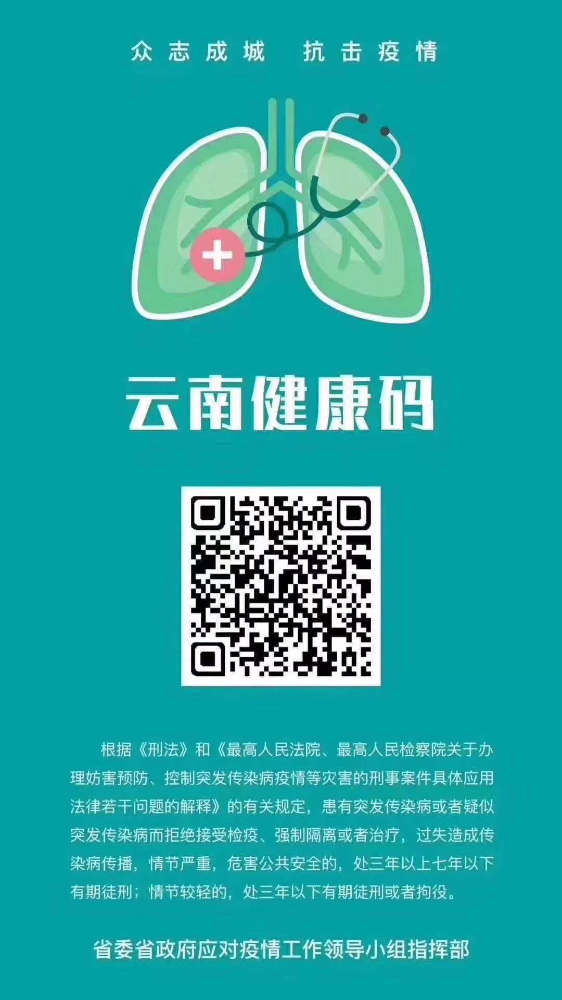 众志成城 抗击疫情
云南健康码
根据《刑法》和《最高人民法院、最高人民检察院关于办
理妨害预防、控制突发传染病疫情等灾害的刑事案件具体应用
法律若干问题的解释》的有关规定，患有突发传染病或者疑似
突发传染病而拒绝接受检疫、强制隔离或者治疗，过失造成传
染病传播，情节严重，危害公共安全的，处三年以上七年以下
有期徒刑；情节较轻的，处三年以下有期徒刑或者拘役。
省委省政府应对疫情工作领导小组指挥部